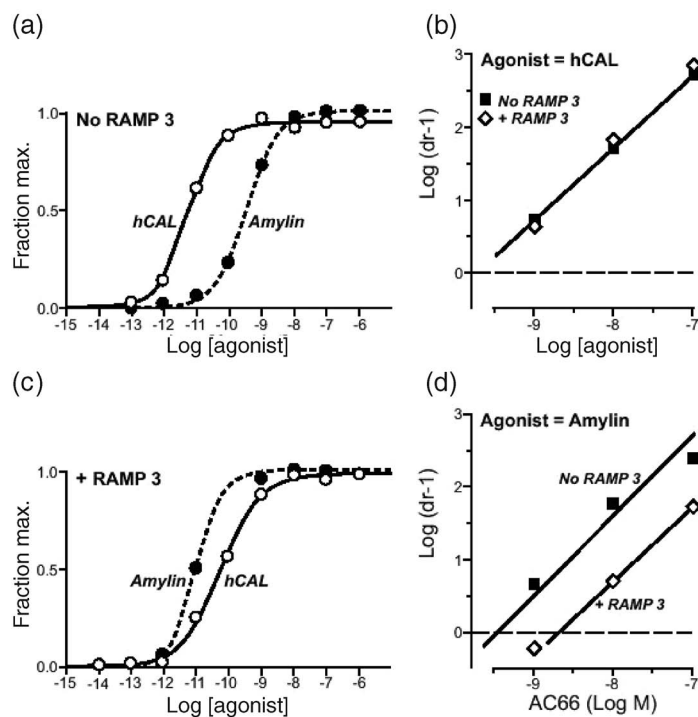 (a)
No RAMP 3
Fraction max.
1.0
0.5
0.0
hCAL
Amylin
-15 -14 -13 -12 -11 -10 -9 -8 -7 -6
Log [agonist]
(b)
Agonist = hCAL
No RAMP 3
+ RAMP 3
Log (dr-1)
3
2
1
0
-9 -8 -7
Log [agonist]
(c)
+ RAMP 3
Fraction max.
1.0
0.5
0.0
Amylin
hCAL
-15 -14 -13 -12 -11 -10 -9 -8 -7 -6
Log [agonist]
(d)
Agonist = Amylin
No RAMP 3
+ RAMP 3
Log (dr-1)
3
2
1
0
-9 -8 -7
AC66 (Log M)